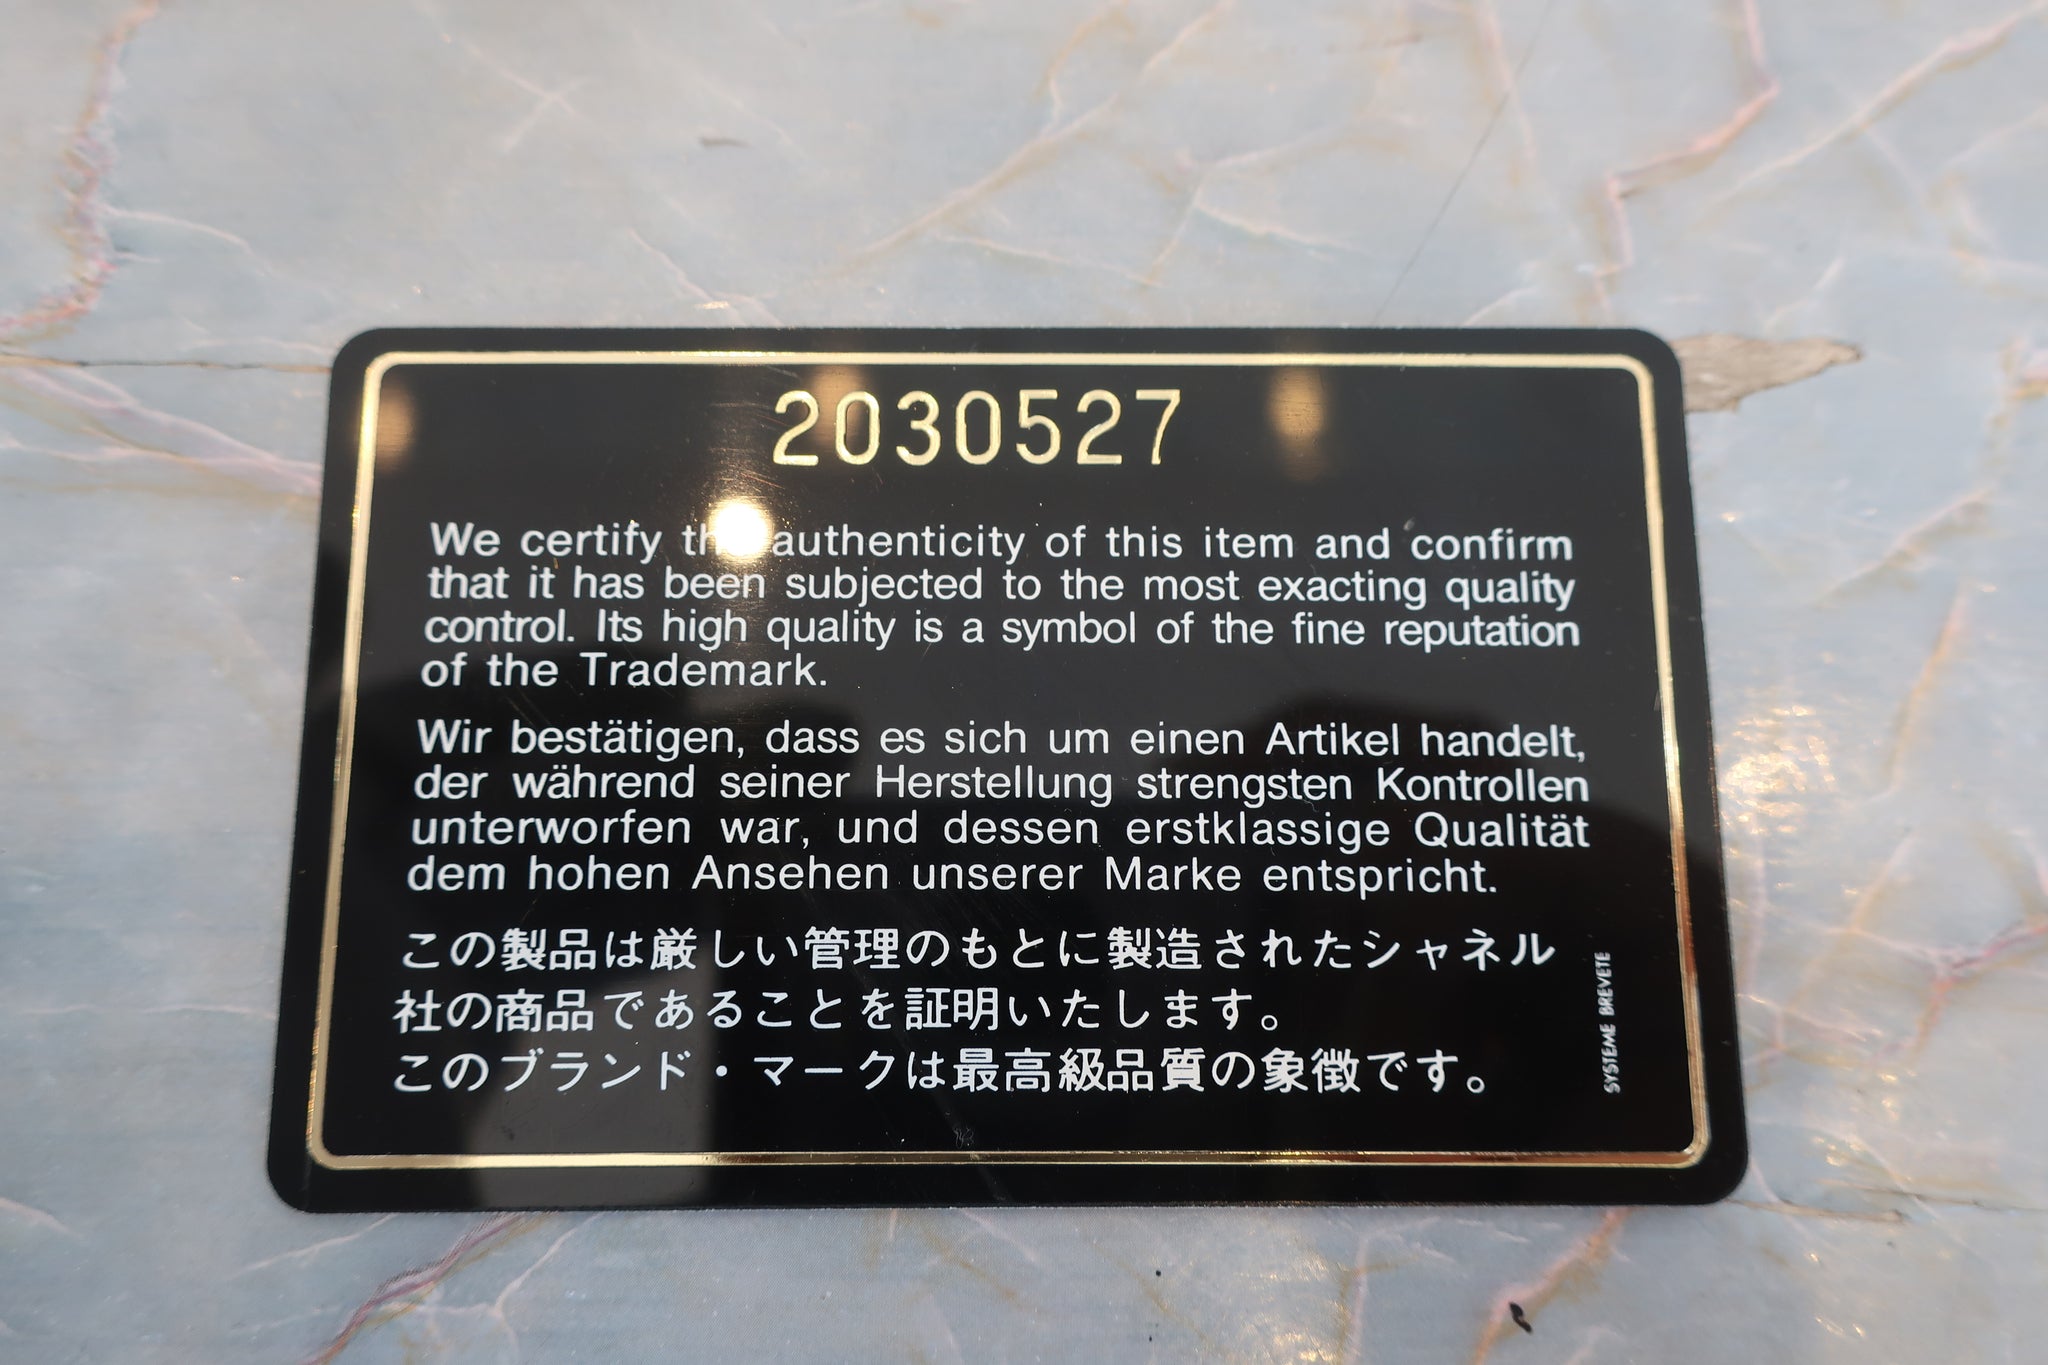 2030527
We certify the authenticity of this item and confirm
that it has been subjected to the most exacting quality
control. Its high quality is a symbol of the fine reputation
of the Trademark.
Wir bestätigen, dass es sich um einen Artikel handelt,
der während seiner Herstellung strengsten Kontrollen
unterworfen war, und dessen erstklassige Qualität
dem hohen Ansehen unserer Marke entspricht.
この製品は厳しい管理のもとに製造されたシャネル
社の商品であることを証明いたします。
このブランド・マークは最高級品質の象徴です。
SYSTEME BREVETE